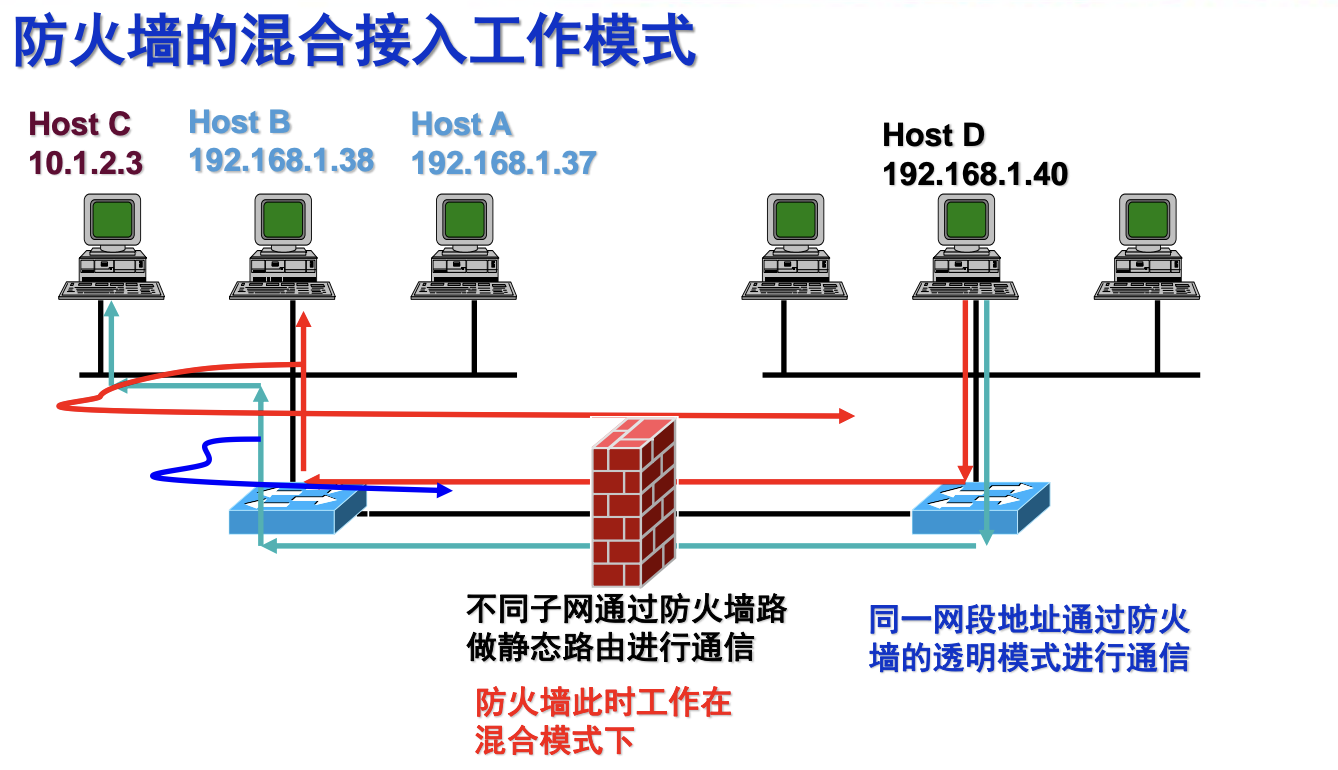 防火墙的混合接入工作模式
Host C
10.1.2.3
Host B
192.168.1.38
Host A
192.168.1.37
Host D
192.168.1.40
不同子网通过防火墙路
做静态路由进行通信
防火墙此时工作在
混合模式下
同一网段地址通过防火
墙的透明模式进行通信